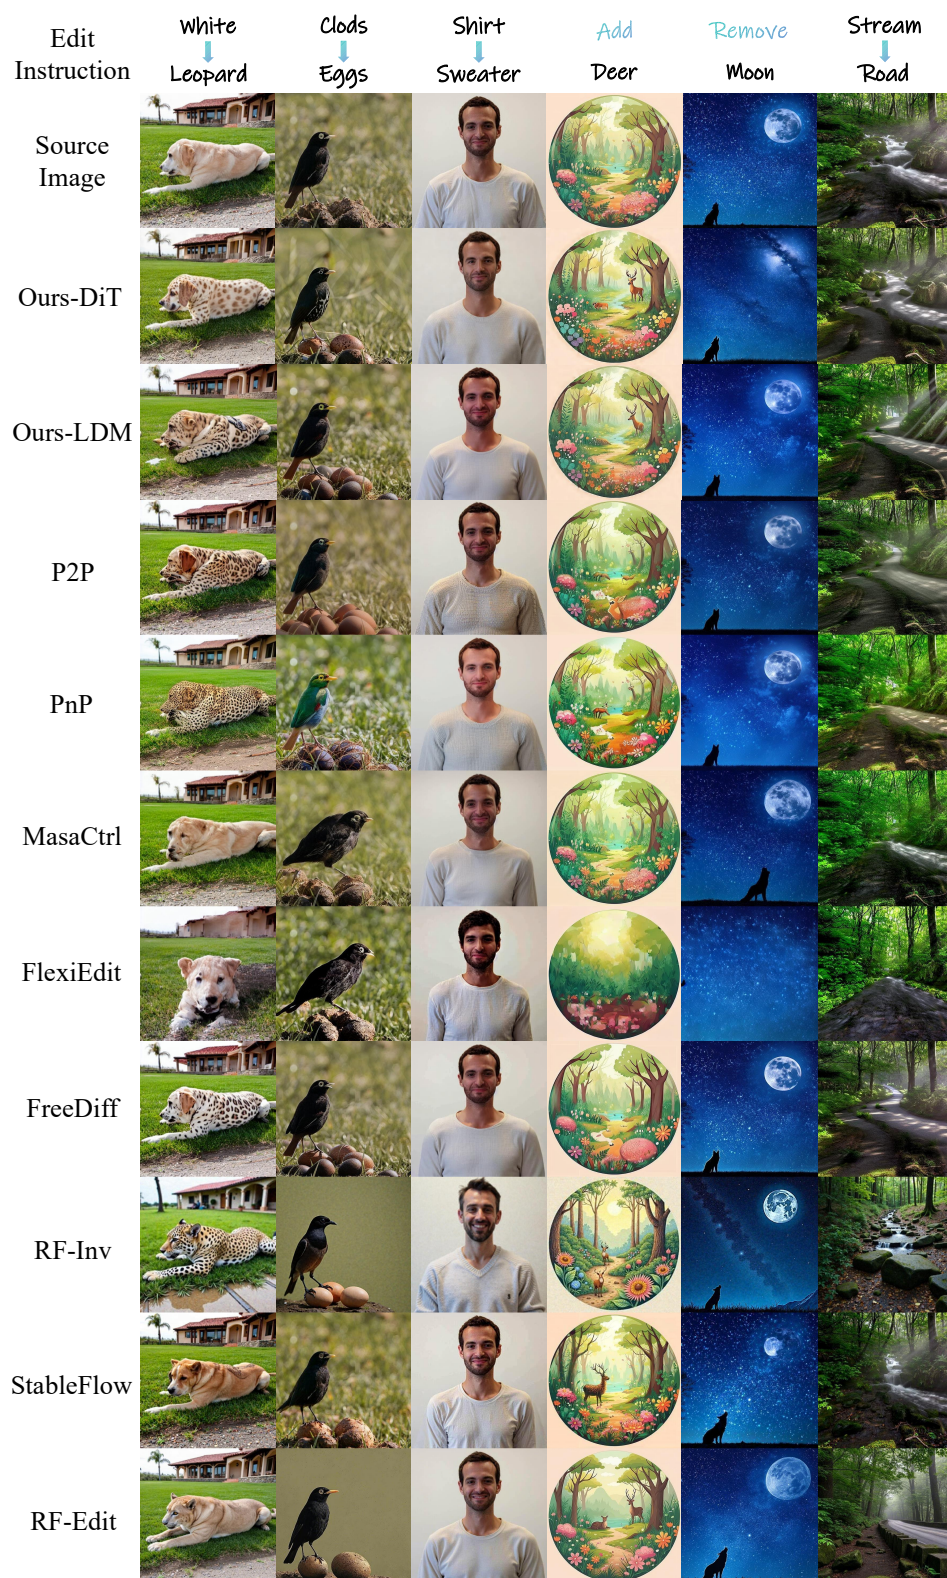 Edit
Instruction
White
Leopard
Clods
Eggs
Shirt
Sweater
Add
Deer
Remove
Moon
Stream
Road
Source
Image
Ours-DiT
Ours-LDM
P2P
PnP
MasaCtrl
FlexiEdit
FreeDiff
RF-Inv
StableFlow
RF-Edit